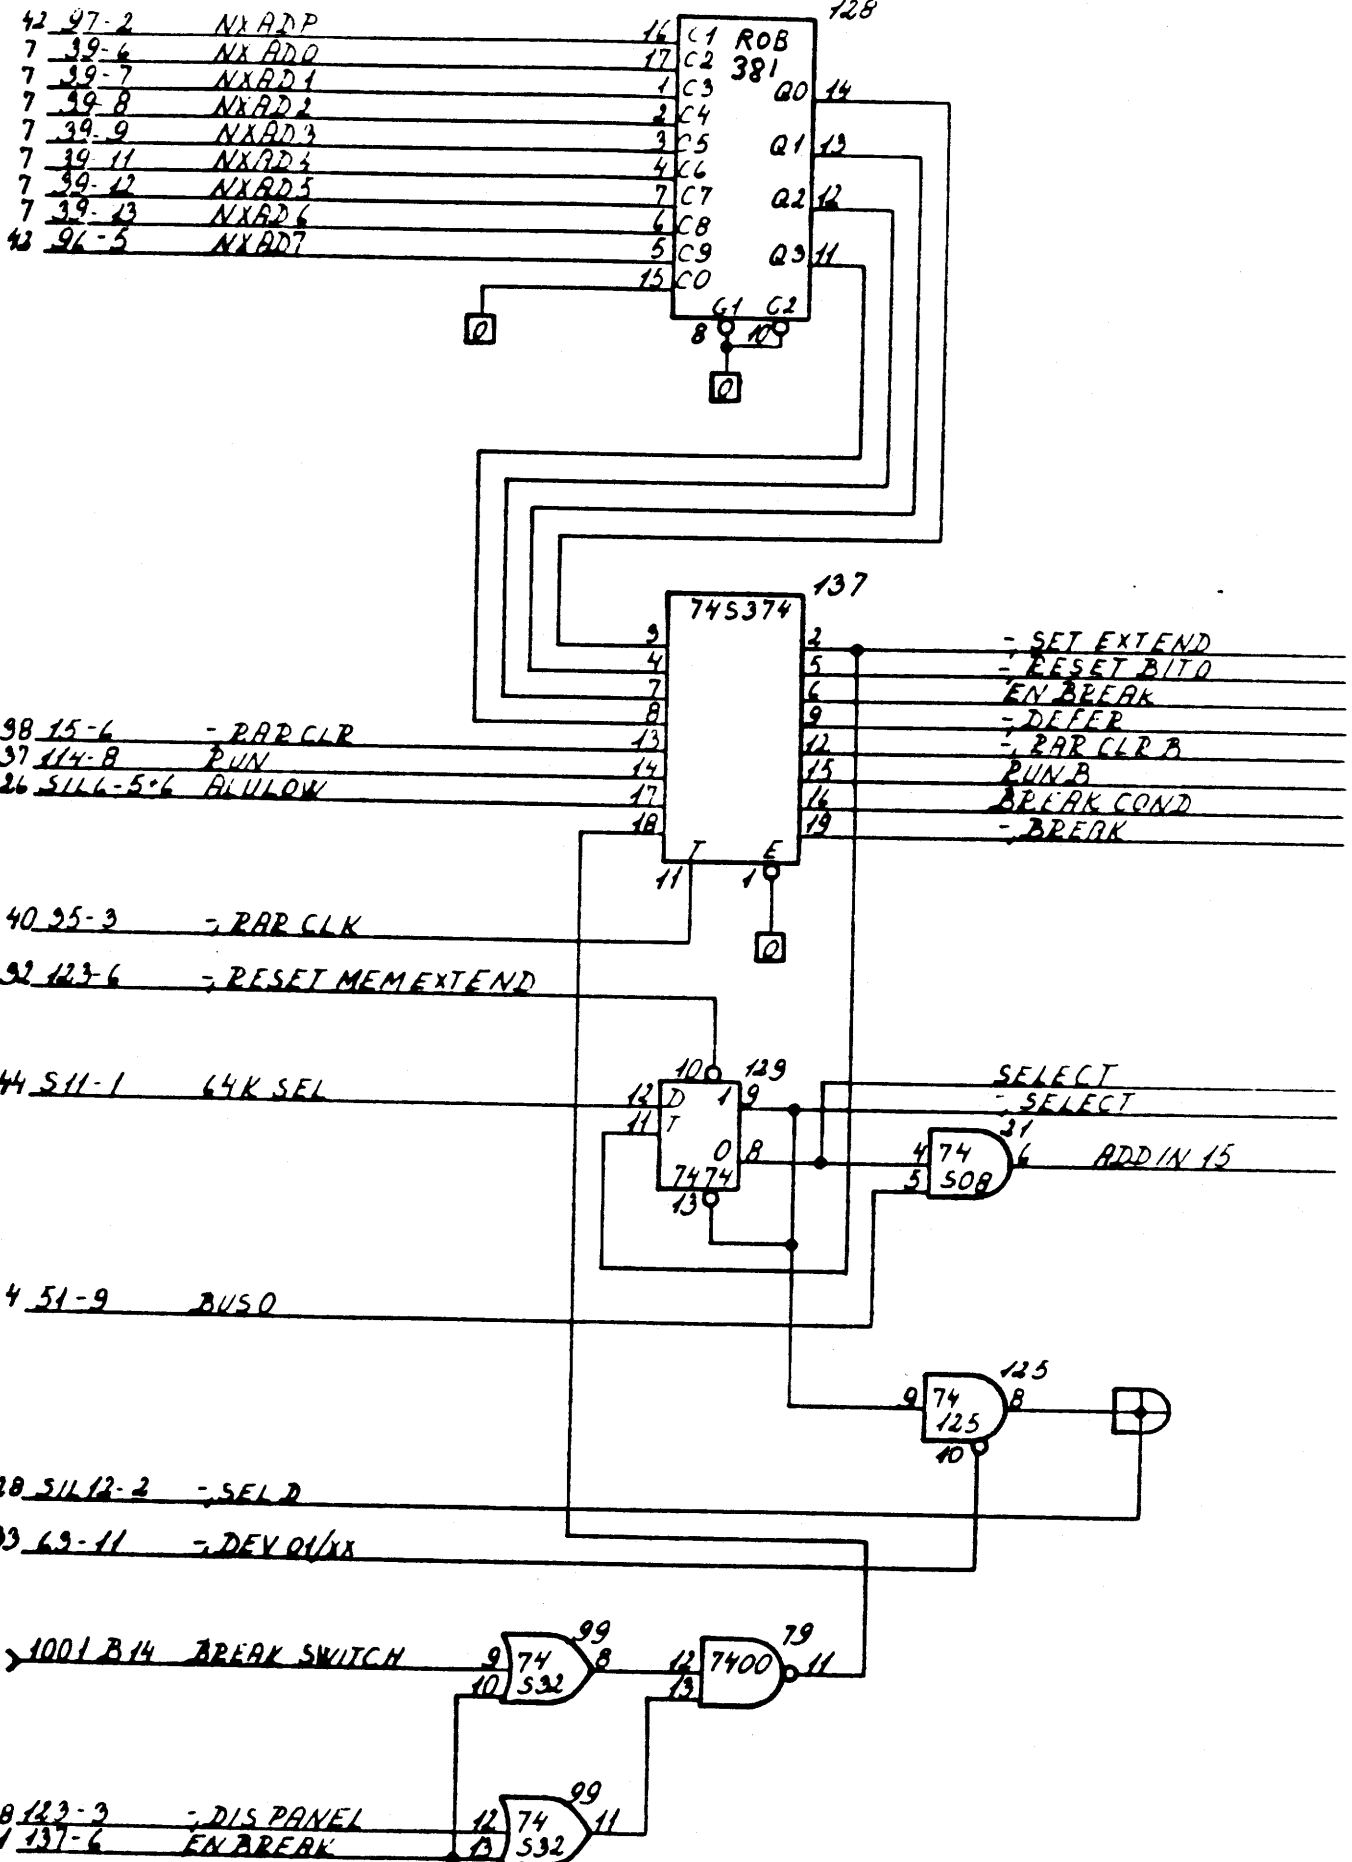 128
42 97-2 NXADP 16 C1 ROB
7 39-6 NXAD0 17 C2 381
7 39-7 NXAD1 1 C3 Q0 14
7 39-8 NXAD2 2 C4
7 39-9 NXAD3 3 C5 Q1 13
7 39-11 NXAD4 4 C6
7 39-12 NXAD5 7 C7 Q2 12
7 39-13 NXAD6 6 C8
42 96-5 NXAD7 5 C9 Q3 11
15 C0
G1 G2
8 10
0
0
137
74S374
3 2 -,SET EXTEND
4 5 -,RESET BIT0
7 6 EN BREAK
8 9 -,DEFER
38 15-6 -,RAR CLR 13 12 -,RAR CLR B
37 114-8 RUN 14 15 RUN B
26 SIL6-5+6 ALULOW 17 16 BREAK COND
18 19 -,BREAK
T E
11 1
40 95-3 -,RAR CLK
0
92 123-6 -,RESET MEM EXTEND
10 129
44 S11-1 64K SEL 12 D 1 9
SELECT
-,SELECT
11 T
0 8
74 74
13
21
4 74 6 ADDIN 15
5 S08
4 51-9 BUS0
125
9 74 8
125
10
28 SIL12-2 -,SEL D
33 69-11 -,DEV 01/XX
1001 B14 BREAK SWITCH 9 74 8
10 S32
99
79
12 7400 11
13
99
8 123-3 -,DIS PANEL 12 74 11
1 137-6 EN BREAK 13 S32